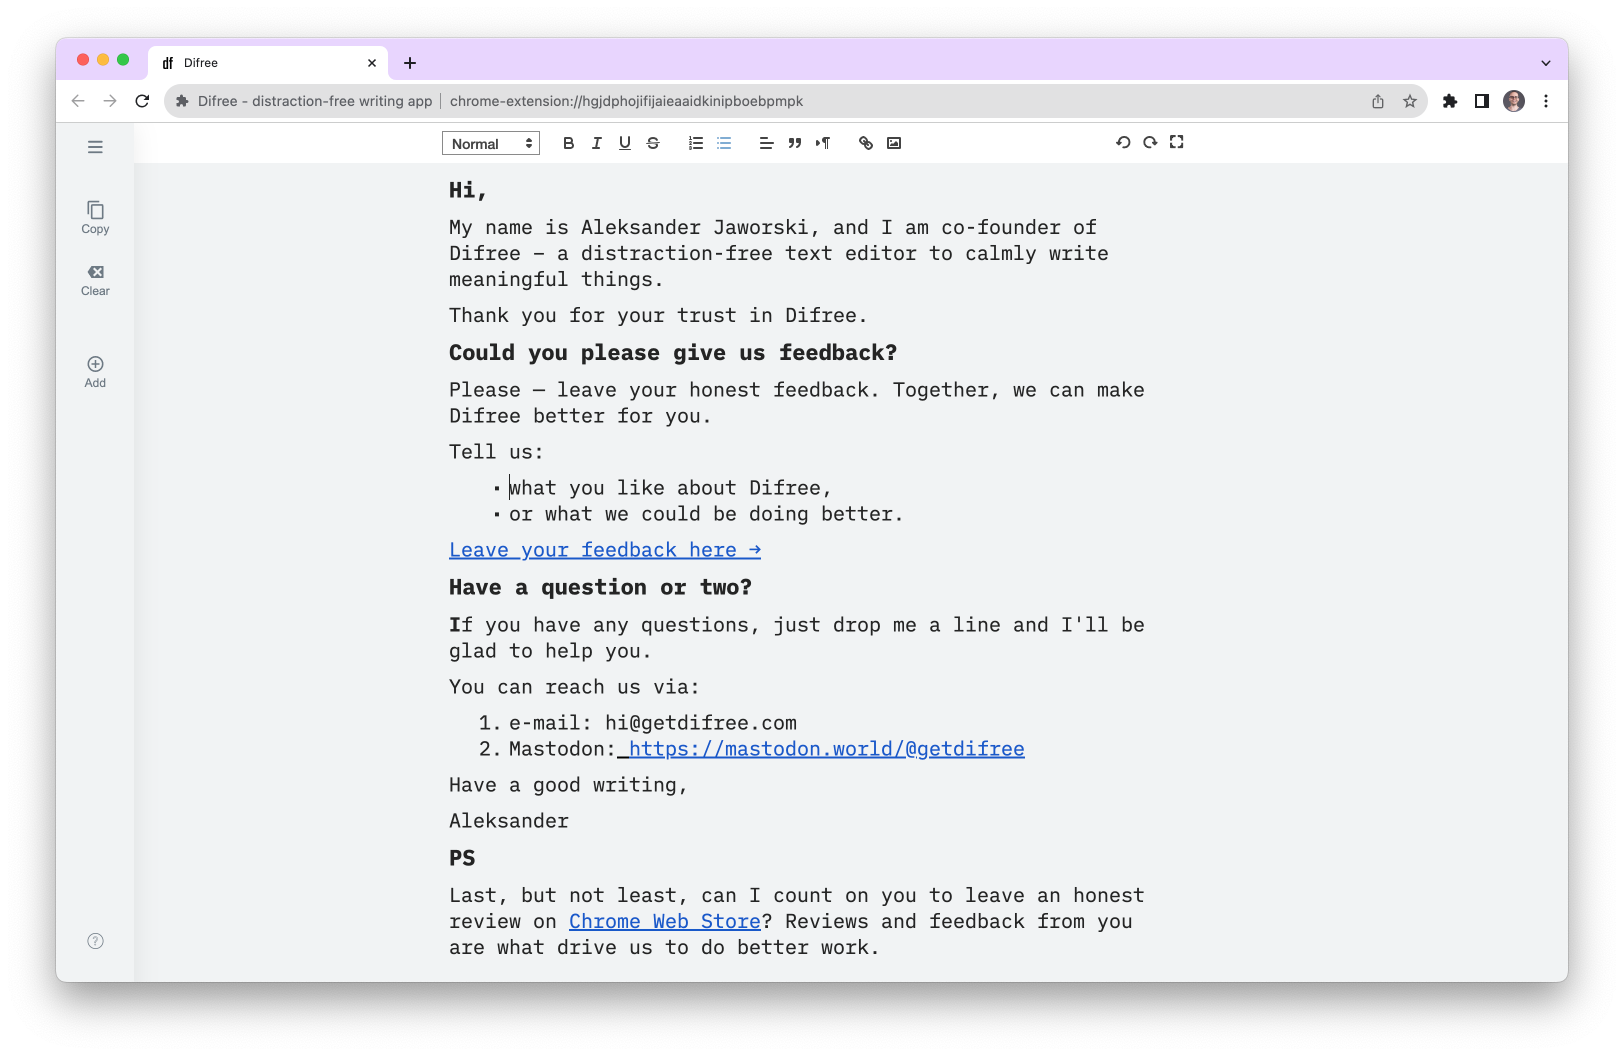 df Difree
Difree - distraction-free writing app | chrome-extension://hgjdphojifijaieaaidkinipboebpmpk
Normal B I U S
Copy
Clear
Add
Hi,
My name is Aleksander Jaworski, and I am co-founder of
Difree – a distraction-free text editor to calmly write
meaningful things.
Thank you for your trust in Difree.
Could you please give us feedback?
Please — leave your honest feedback. Together, we can make
Difree better for you.
Tell us:
• what you like about Difree,
• or what we could be doing better.
Leave your feedback here →
Have a question or two?
If you have any questions, just drop me a line and I'll be
glad to help you.
You can reach us via:
1. e-mail: hi@getdifree.com
2. Mastodon: https://mastodon.world/@getdifree
Have a good writing,
Aleksander
PS
Last, but not least, can I count on you to leave an honest
review on Chrome Web Store? Reviews and feedback from you
are what drive us to do better work.